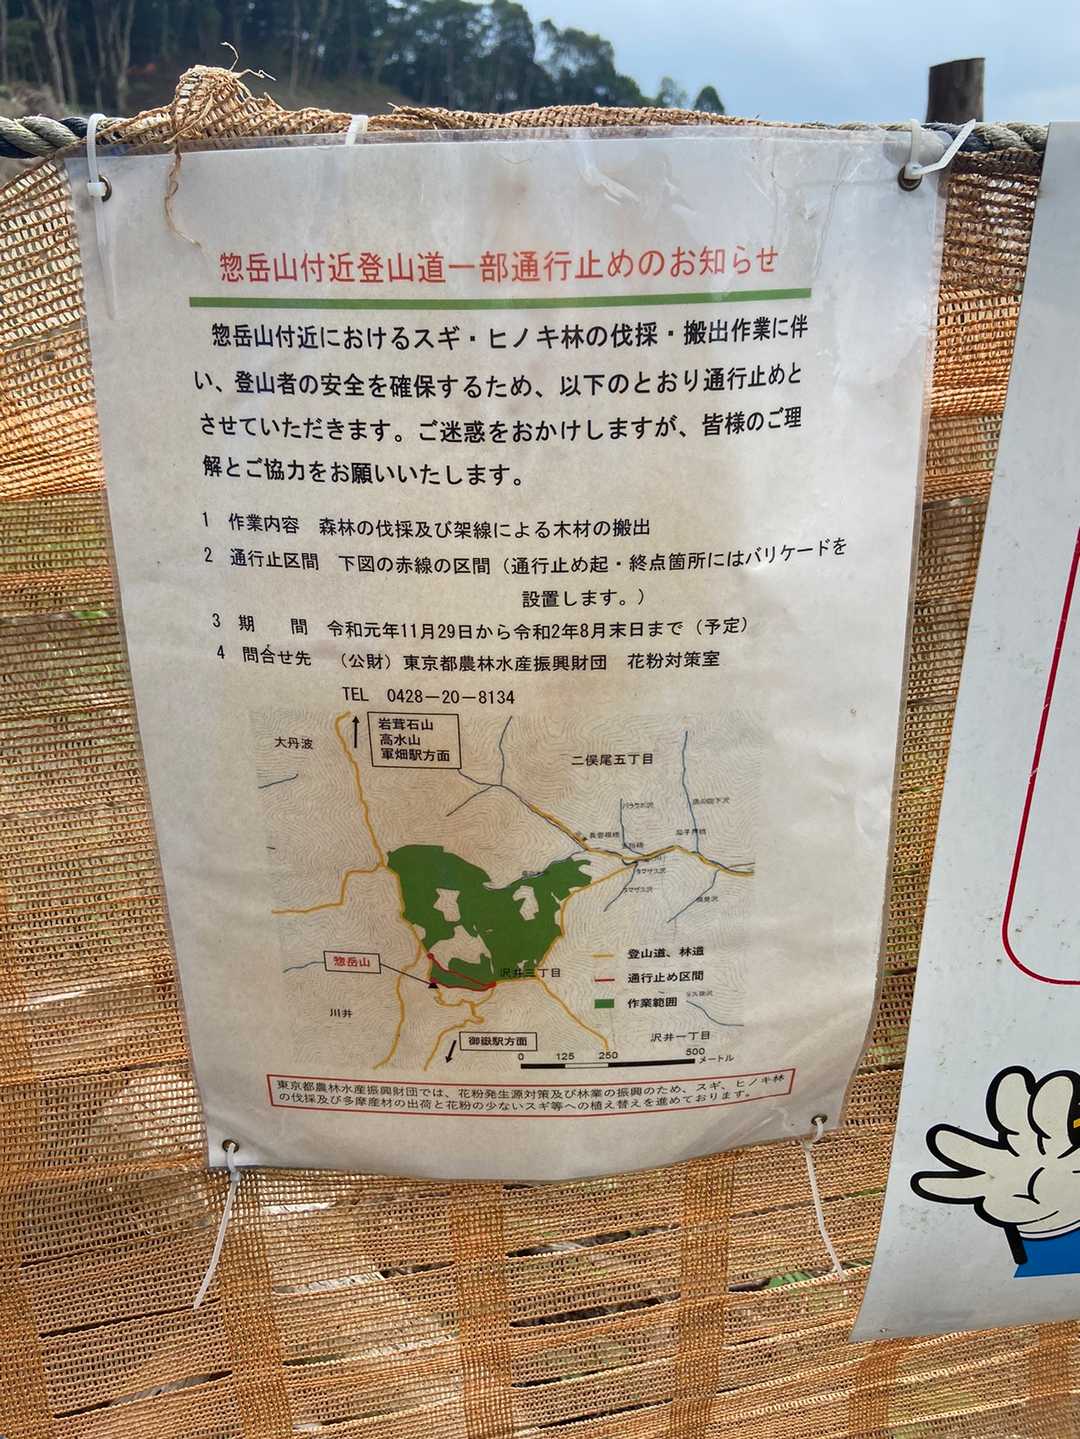 惣岳山付近登山道一部通行止めのお知らせ
惣岳山付近におけるスギ・ヒノキ林の伐採・搬出作業に伴
い、登山者の安全を確保するため、以下のとおり通行止めと
させていただきます。ご迷惑をおかけしますが、皆様のご理
解とご協力をお願いいたします。
1 作業内容 森林の伐採及び架線による木材の搬出
2 通行止区間 下図の赤線の区間（通行止め起・終点箇所にはバリケードを
設置します。）
3 期 間 令和元年11月29日から令和2年8月末日まで（予定）
4 問合せ先 （公財）東京都農林水産振興財団 花粉対策室
TEL 0428－20－8134
岩茸石山
高水山
軍畑駅方面
大丹波
二俣尾五丁目
タマザス沢
タマザス沢
惣岳山
沢井三丁目
川井
御嶽駅方面
登山道、林道
通行止め区間
作業範囲
沢井一丁目
0 125 250 500
メートル
東京都農林水産振興財団では、花粉発生源対策及び林業の振興のため、スギ、ヒノキ林
の伐採及び多摩産材の出荷と花粉の少ないスギ等への植え替えを進めております。